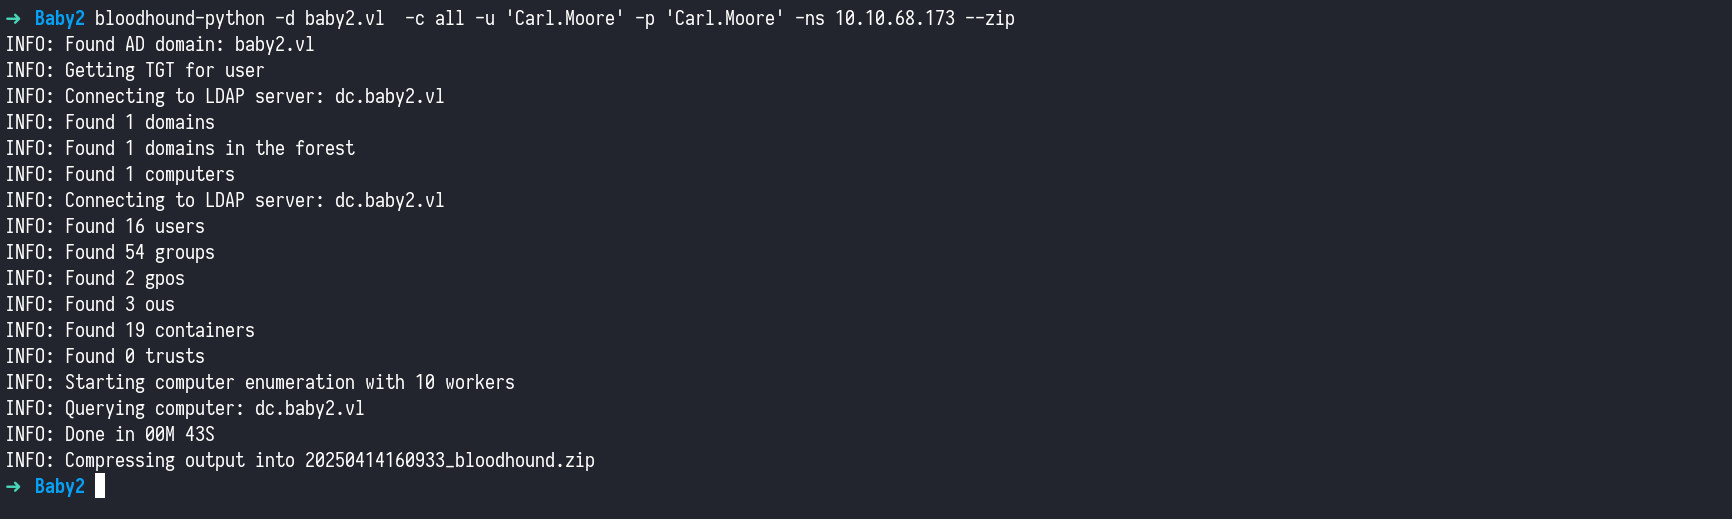 ➜ Baby2 bloodhound-python -d baby2.vl  -c all -u 'Carl.Moore' -p 'Carl.Moore' -ns 10.10.68.173 --zip
INFO: Found AD domain: baby2.vl
INFO: Getting TGT for user
INFO: Connecting to LDAP server: dc.baby2.vl
INFO: Found 1 domains
INFO: Found 1 domains in the forest
INFO: Found 1 computers
INFO: Connecting to LDAP server: dc.baby2.vl
INFO: Found 16 users
INFO: Found 54 groups
INFO: Found 2 gpos
INFO: Found 3 ous
INFO: Found 19 containers
INFO: Found 0 trusts
INFO: Starting computer enumeration with 10 workers
INFO: Querying computer: dc.baby2.vl
INFO: Done in 00M 43S
INFO: Compressing output into 20250414160933_bloodhound.zip
➜ Baby2